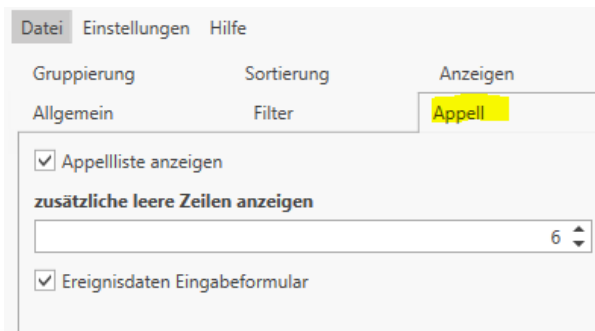 Datei Einstellungen Hilfe
Gruppierung Sortierung Anzeigen
Allgemein Filter Appell
Appellliste anzeigen
zusätzliche leere Zeilen anzeigen
6
Ereignisdaten Eingabeformular